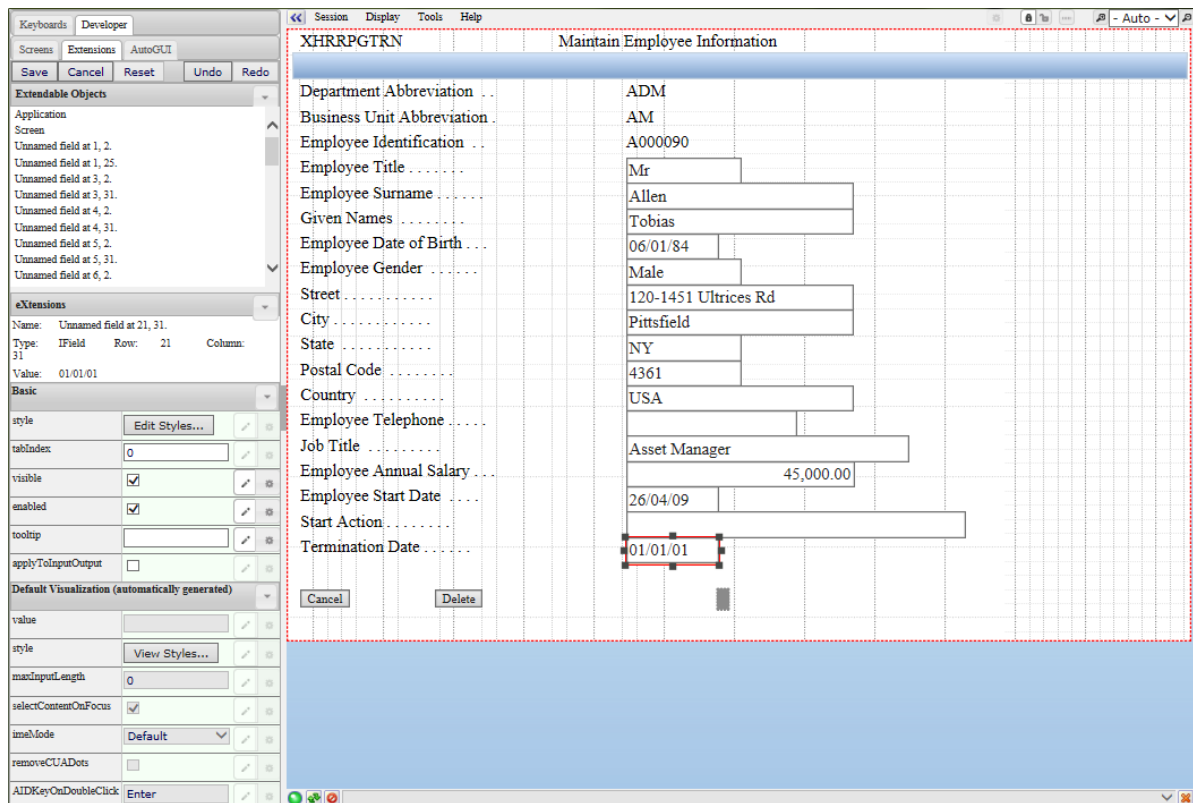 Keyboards Developer
Screens Extensions AutoGUI
Save Cancel Reset Undo Redo
Extendable Objects
Application
Screen
Unnamed field at 1, 2.
Unnamed field at 1, 25.
Unnamed field at 3, 2.
Unnamed field at 3, 31.
Unnamed field at 4, 2.
Unnamed field at 4, 31.
Unnamed field at 5, 2.
Unnamed field at 5, 31.
Unnamed field at 6, 2.
eXtensions
Name: Unnamed field at 21, 31.
Type: IField Row: 21 Column:
31
Value: 01/01/01
Basic
style Edit Styles...
tabIndex 0
visible
enabled
tooltip
applyToInputOutput
Default Visualization (automatically generated)
value
style View Styles...
maxInputLength 0
selectContentOnFocus
imeMode Default
removeCUADots
AIDKeyOnDoubleClick Enter
Session Display Tools Help - Auto -
XHRRPGTRN Maintain Employee Information
Department Abbreviation . . ADM
Business Unit Abbreviation . AM
Employee Identification . . A000090
Employee Title . . . . . . . Mr
Employee Surname . . . . . . Allen
Given Names . . . . . . . . Tobias
Employee Date of Birth . . . 06/01/84
Employee Gender . . . . . . Male
Street . . . . . . . . . . . 120-1451 Ultrices Rd
City . . . . . . . . . . . . Pittsfield
State . . . . . . . . . . . NY
Postal Code . . . . . . . . 4361
Country . . . . . . . . . . USA
Employee Telephone . . . . .
Job Title . . . . . . . . . Asset Manager
Employee Annual Salary . . . 45,000.00
Employee Start Date . . . . 26/04/09
Start Action . . . . . . . .
Termination Date . . . . . . 01/01/01
Cancel Delete